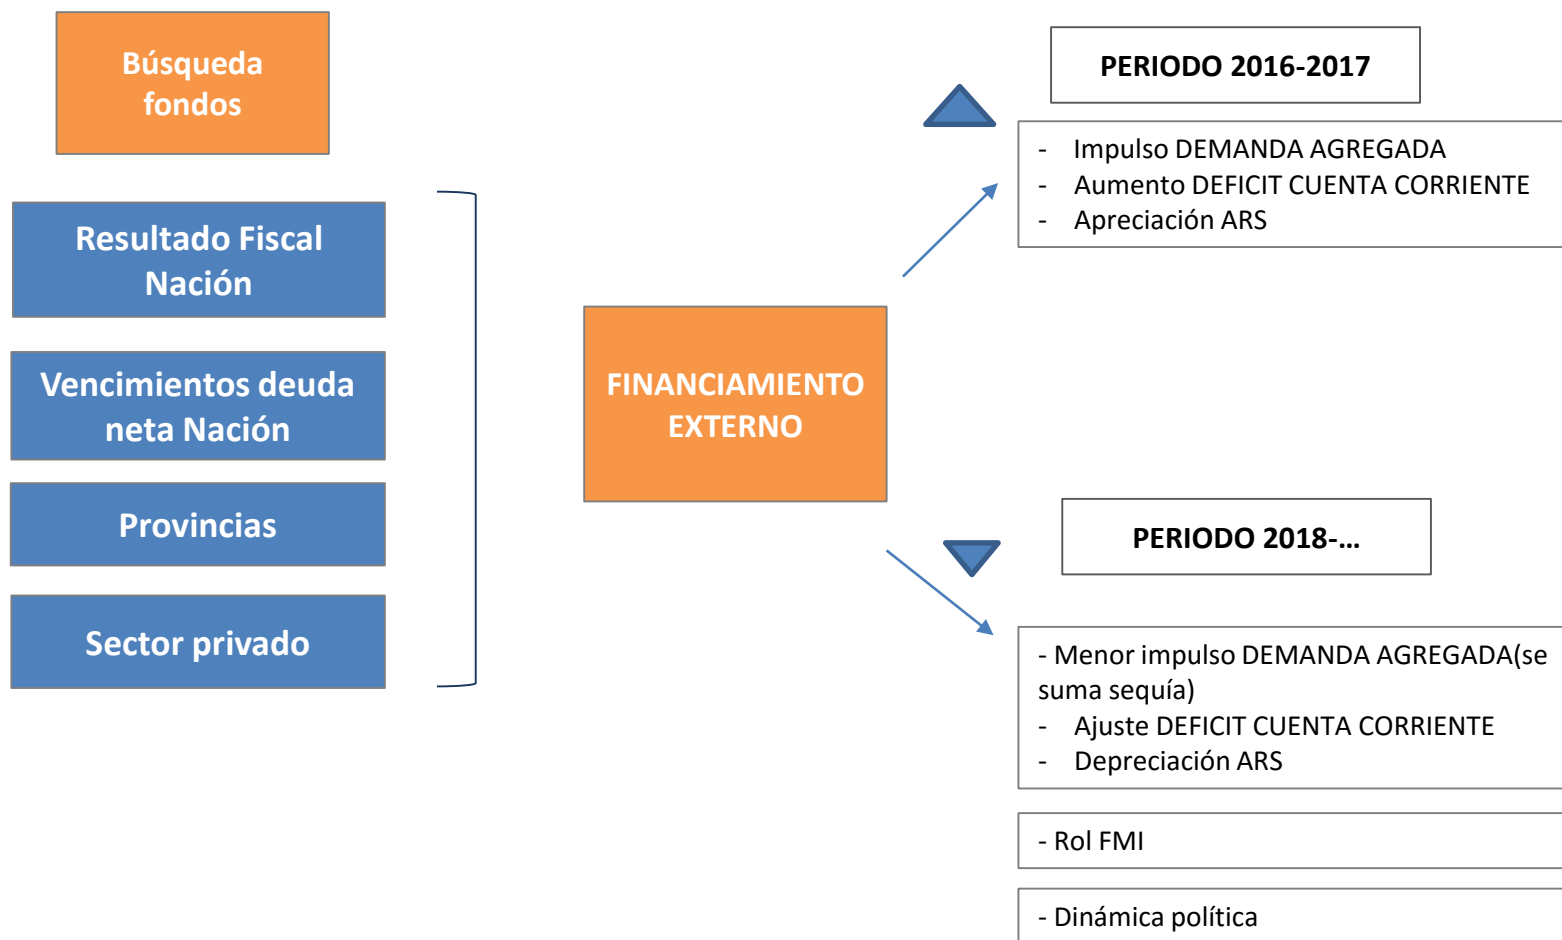 Búsqueda
fondos
Resultado Fiscal
Nación
Vencimientos deuda
neta Nación
Provincias
Sector privado
FINANCIAMIENTO
EXTERNO
PERIODO 2016-2017
- Impulso DEMANDA AGREGADA
- Aumento DEFICIT CUENTA CORRIENTE
- Apreciación ARS
PERIODO 2018-...
- Menor impulso DEMANDA AGREGADA(se
suma sequía)
- Ajuste DEFICIT CUENTA CORRIENTE
- Depreciación ARS
- Rol FMI
- Dinámica política